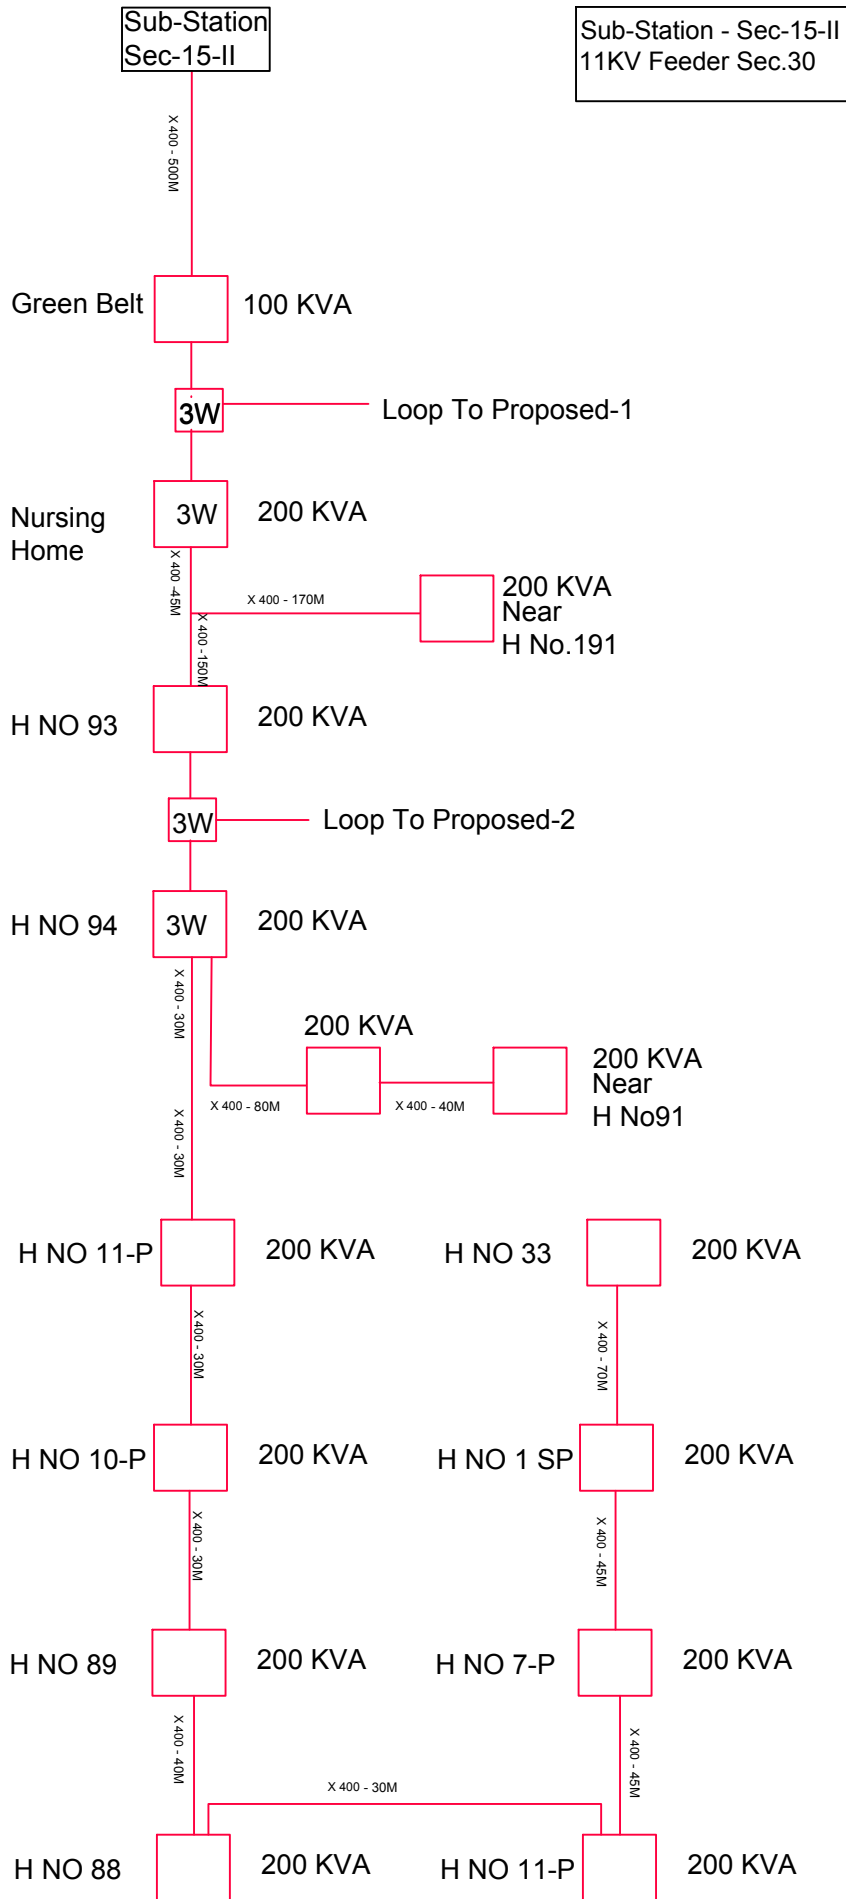 Sub-Station
Sec-15-II
Sub-Station - Sec-15-II
11KV Feeder Sec.30
X 400 - 500M
Green Belt
100 KVA
3W
Loop To Proposed-1
Nursing
Home
3W
200 KVA
X 400 -45M
X 400 - 170M
200 KVA
Near
H No.191
X 400 -150M
H NO 93
200 KVA
3W
Loop To Proposed-2
H NO 94
3W
200 KVA
X 400 - 30M
200 KVA
200 KVA
Near
H No91
X 400 - 80M
X 400 - 40M
X 400 - 30M
H NO 11-P
200 KVA
H NO 33
200 KVA
X 400 - 30M
X 400 - 70M
H NO 10-P
200 KVA
H NO 1 SP
200 KVA
X 400 - 30M
X 400 - 45M
H NO 89
200 KVA
H NO 7-P
200 KVA
X 400 - 40M
X 400 - 45M
X 400 - 30M
H NO 88
200 KVA
H NO 11-P
200 KVA